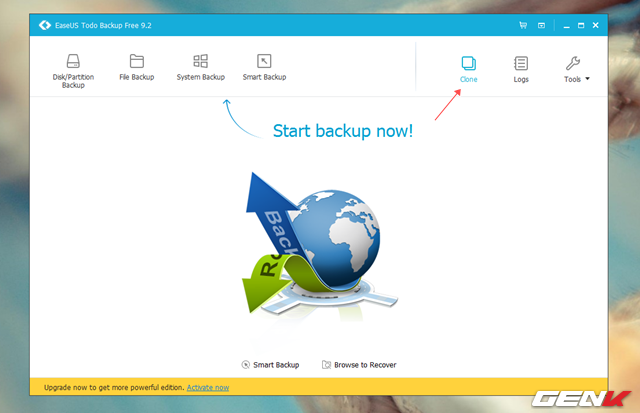 EaseUS Todo Backup Free 9.2
Disk/Partition
Backup
File Backup
System Backup
Smart Backup
Clone
Logs
Tools
Start backup now!
Back
Smart Backup
Browse to Recover
Upgrade now to get more powerful edition. Activate now
GENK